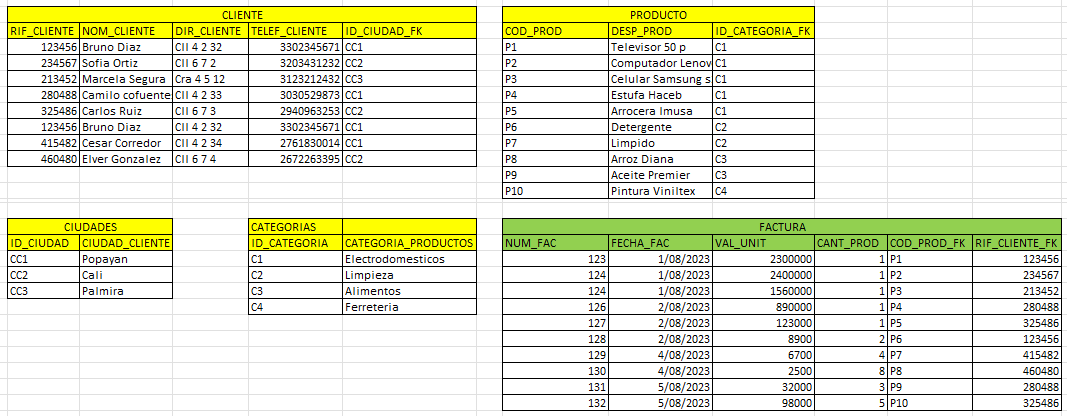 CLIENTE
RIF_CLIENTE NOM_CLIENTE DIR_CLIENTE TELEF_CLIENTE ID_CIUDAD_FK
123456 Bruno Diaz Cll 4 2 32 3302345671 CC1
234567 Sofia Ortiz Cll 6 7 2 3203431232 CC2
213452 Marcela Segura Cra 4 5 12 3123212432 CC3
280488 Camilo cofuente Cll 4 2 33 3030529873 CC1
325486 Carlos Ruiz Cll 6 7 3 2940963253 CC2
123456 Bruno Diaz Cll 4 2 32 3302345671 CC1
415482 Cesar Corredor Cll 4 2 34 2761830014 CC1
460480 Elver Gonzalez Cll 6 7 4 2672263395 CC2
PRODUCTO
COD_PROD DESP_PROD ID_CATEGORIA_FK
P1 Televisor 50 p C1
P2 Computador Lenov C1
P3 Celular Samsung s C1
P4 Estufa Haceb C1
P5 Arrocera Imusa C1
P6 Detergente C2
P7 Limpido C2
P8 Arroz Diana C3
P9 Aceite Premier C3
P10 Pintura Viniltex C4
CIUDADES
ID_CIUDAD CIUDAD_CLIENTE
CC1 Popayan
CC2 Cali
CC3 Palmira
CATEGORIAS
ID_CATEGORIA CATEGORIA_PRODUCTOS
C1 Electrodomesticos
C2 Limpieza
C3 Alimentos
C4 Ferreteria
FACTURA
NUM_FAC FECHA_FAC VAL_UNIT CANT_PROD COD_PROD_FK RIF_CLIENTE_FK
123 1/08/2023 2300000 1 P1 123456
124 1/08/2023 2400000 1 P2 234567
124 1/08/2023 1560000 1 P3 213452
126 2/08/2023 890000 1 P4 280488
127 2/08/2023 123000 1 P5 325486
128 2/08/2023 8900 2 P6 123456
129 4/08/2023 6700 4 P7 415482
130 4/08/2023 2500 8 P8 460480
131 5/08/2023 32000 3 P9 280488
132 5/08/2023 98000 5 P10 325486